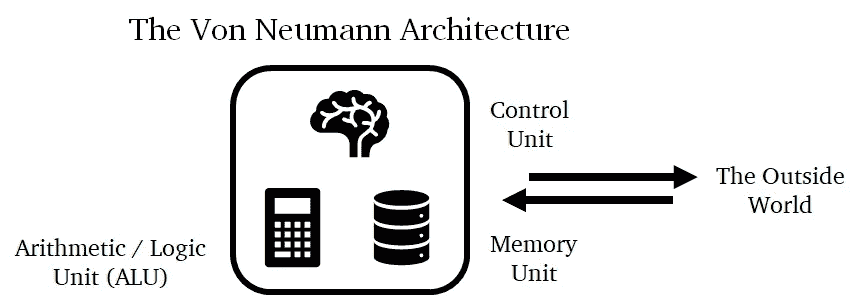 The Von Neumann Architecture
Control
Unit
The Outside
World
Arithmetic / Logic
Unit (ALU)
Memory
Unit